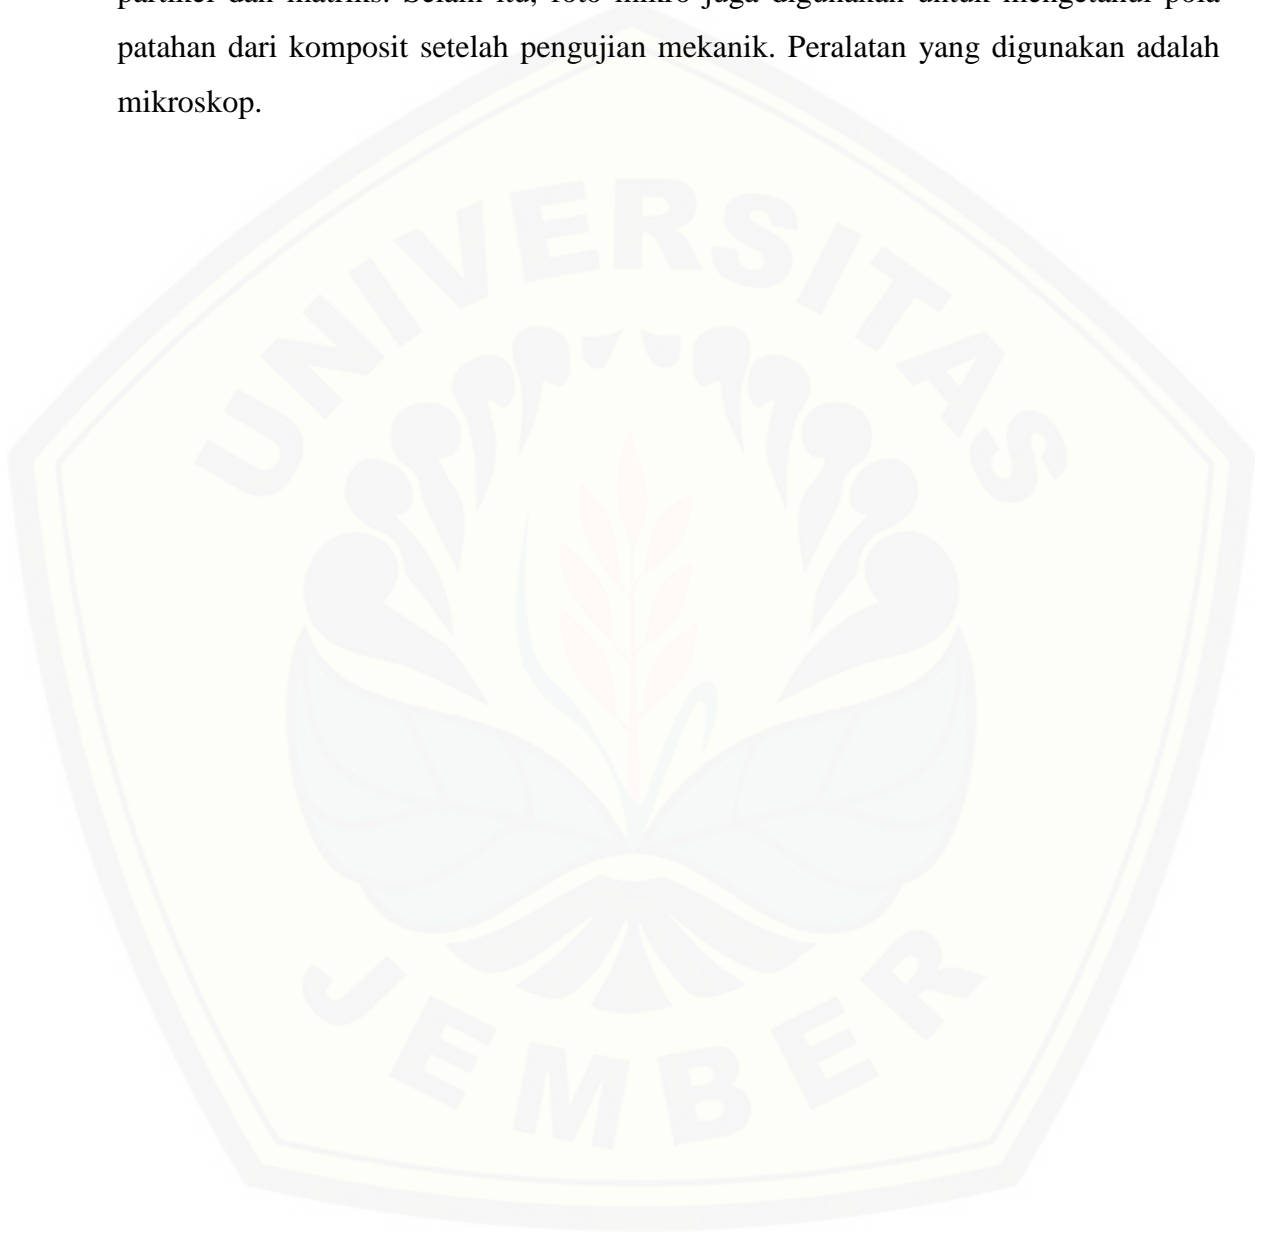 partikel dan matriks. Selain itu, foto mikro juga digunakan untuk mengetahui pola
patahan dari komposit setelah pengujian mekanik. Peralatan yang digunakan adalah
mikroskop.
UNIVERSITAS
JEMBER